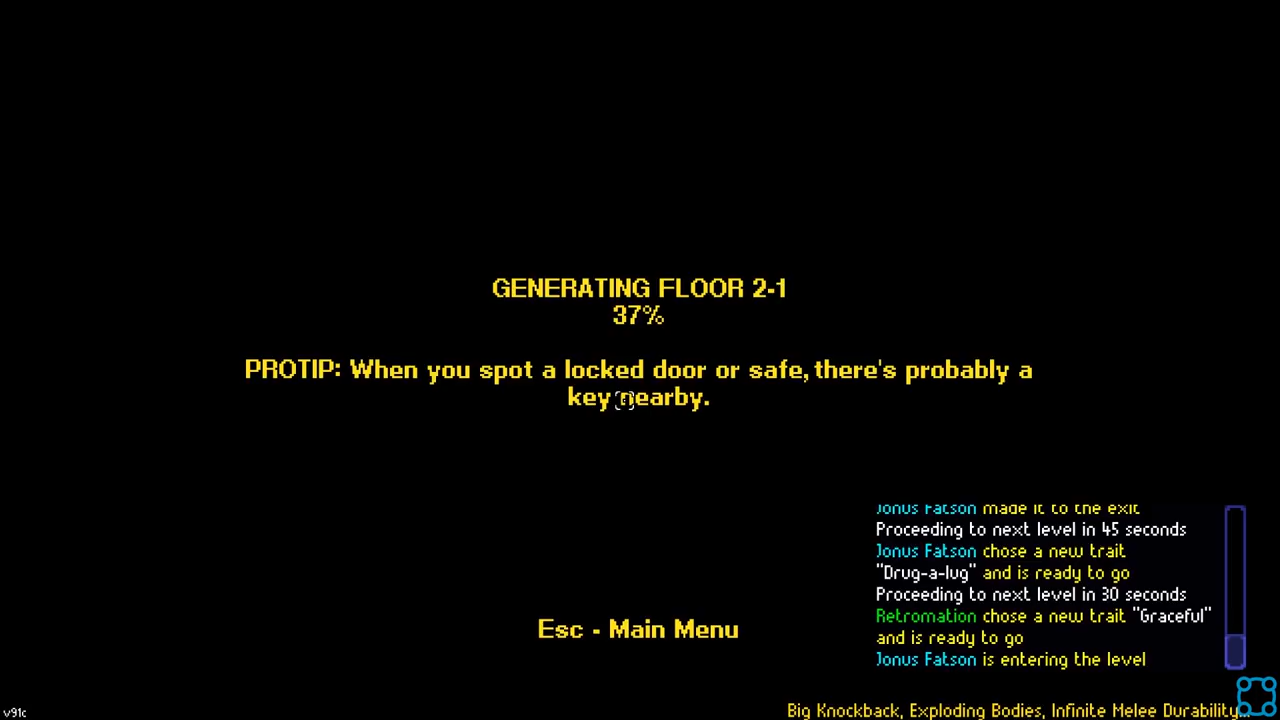 GENERATING FLOOR 2-1
37%
PROTIP: When you spot a locked door or safe, there's probably a
key nearby.
Jonus Fatson made it to the exit
Proceeding to next level in 45 seconds
Jonus Fatson chose a new trait
"Drug-a-lug" and is ready to go
Proceeding to next level in 30 seconds
Retromation chose a new trait "Graceful"
and is ready to go
Jonus Fatson is entering the level
Esc - Main Menu
v91c
Big Knockback, Exploding Bodies, Infinite Melee Durability...